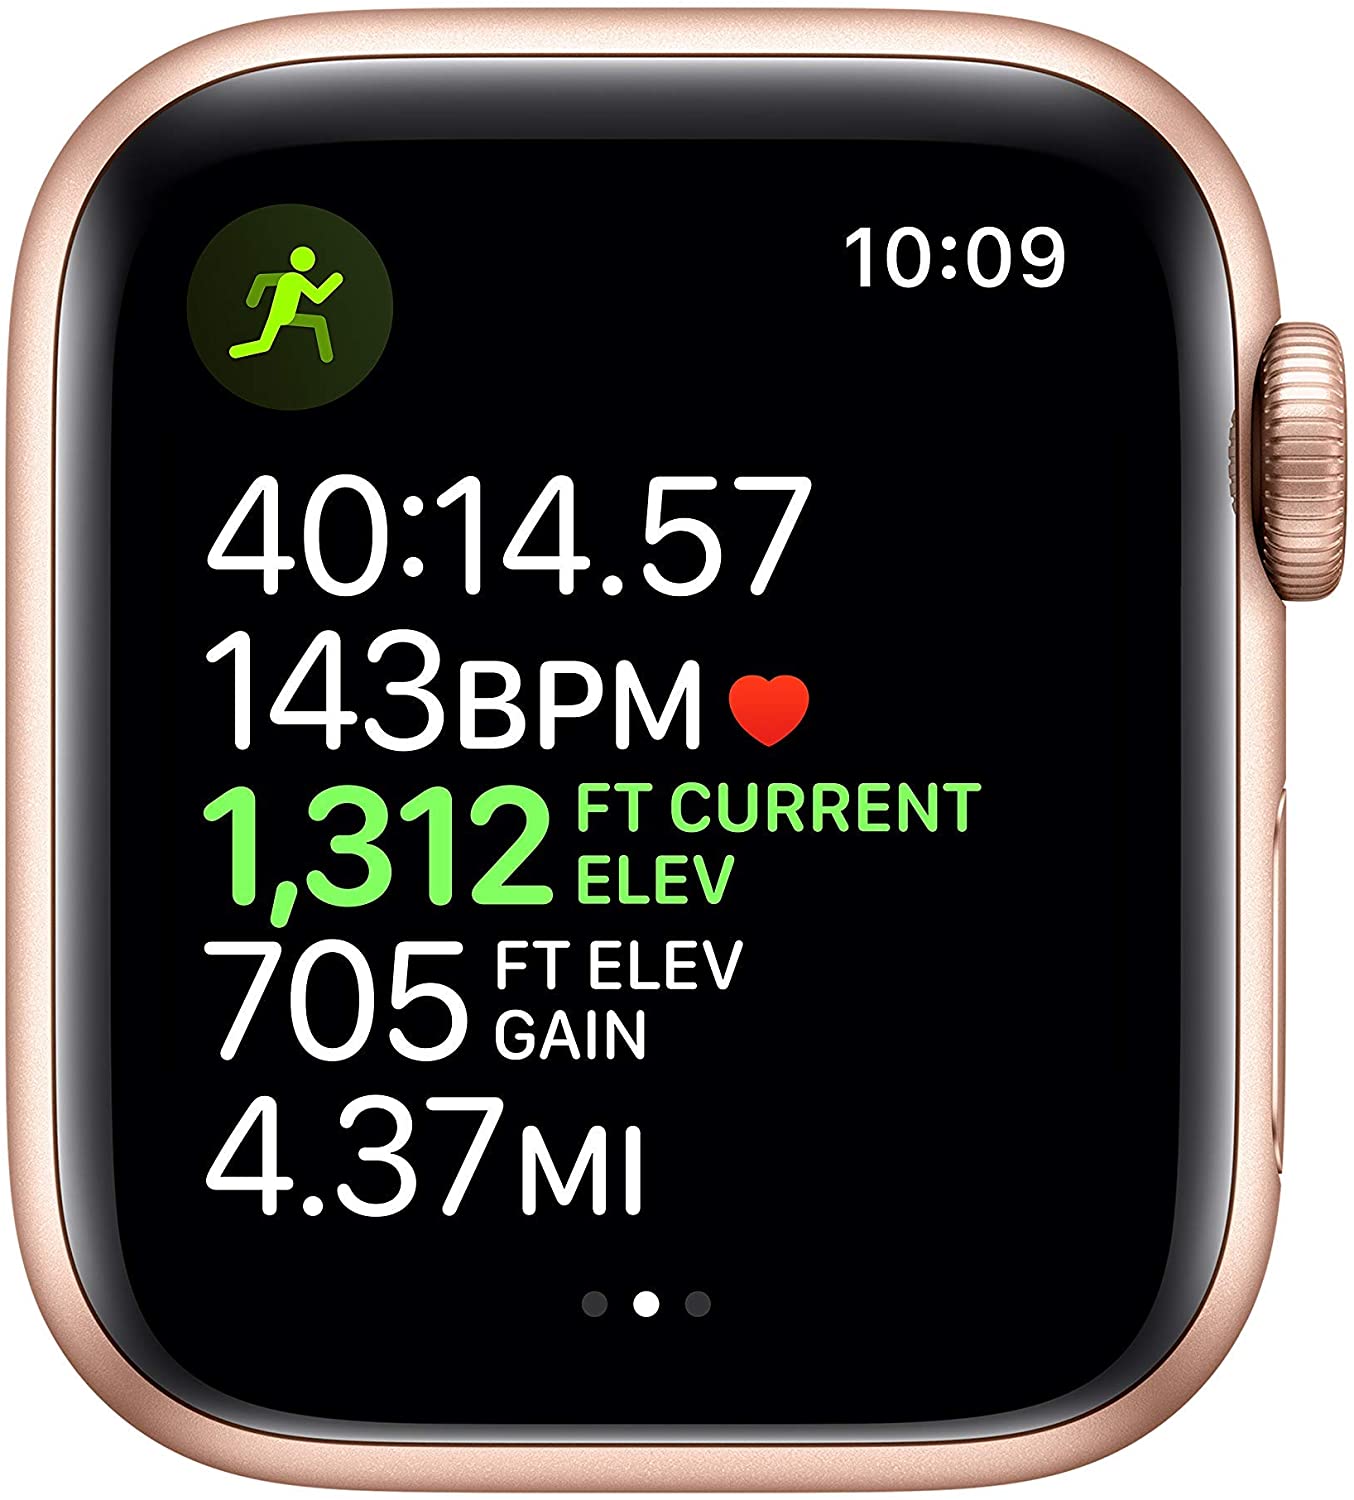 10:09
40:14.57
143BPM
1,312 FT CURRENT
ELEV
705 FT ELEV
GAIN
4.37MI